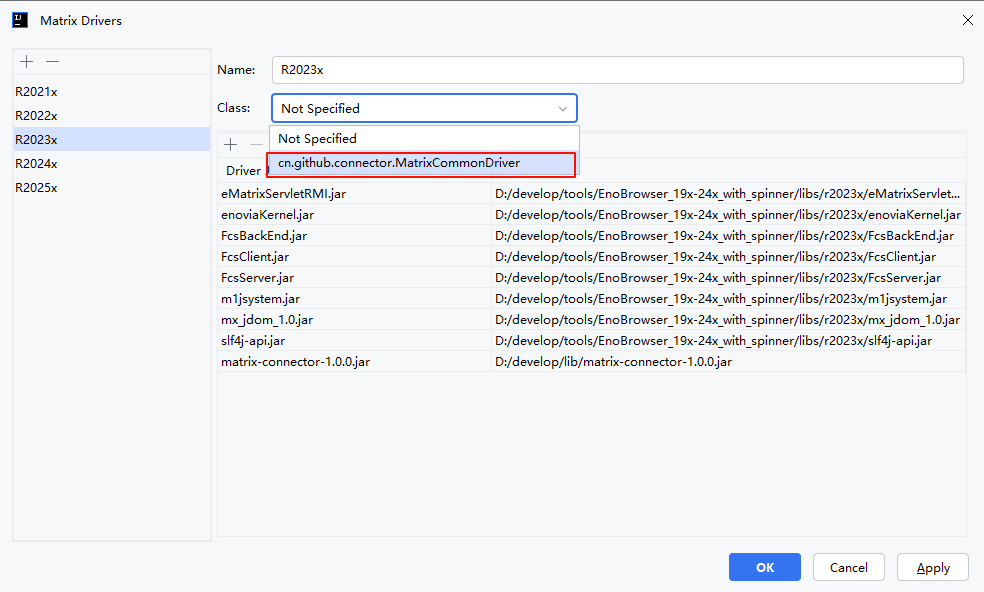 Matrix Drivers
R2021x
R2022x
R2023x
R2024x
R2025x
Name: R2023x
Class: Not Specified
Not Specified
cn.github.connector.MatrixCommonDriver
Driver
eMatrixServletRMI.jar D:/develop/tools/EnoBrowser_19x-24x_with_spinner/libs/r2023x/eMatrixServlet...
enoviaKernel.jar D:/develop/tools/EnoBrowser_19x-24x_with_spinner/libs/r2023x/enoviaKernel.jar
FcsBackEnd.jar D:/develop/tools/EnoBrowser_19x-24x_with_spinner/libs/r2023x/FcsBackEnd.jar
FcsClient.jar D:/develop/tools/EnoBrowser_19x-24x_with_spinner/libs/r2023x/FcsClient.jar
FcsServer.jar D:/develop/tools/EnoBrowser_19x-24x_with_spinner/libs/r2023x/FcsServer.jar
m1jsystem.jar D:/develop/tools/EnoBrowser_19x-24x_with_spinner/libs/r2023x/m1jsystem.jar
mx_jdom_1.0.jar D:/develop/tools/EnoBrowser_19x-24x_with_spinner/libs/r2023x/mx_jdom_1.0.jar
slf4j-api.jar D:/develop/tools/EnoBrowser_19x-24x_with_spinner/libs/r2023x/slf4j-api.jar
matrix-connector-1.0.0.jar D:/develop/lib/matrix-connector-1.0.0.jar
OK Cancel Apply